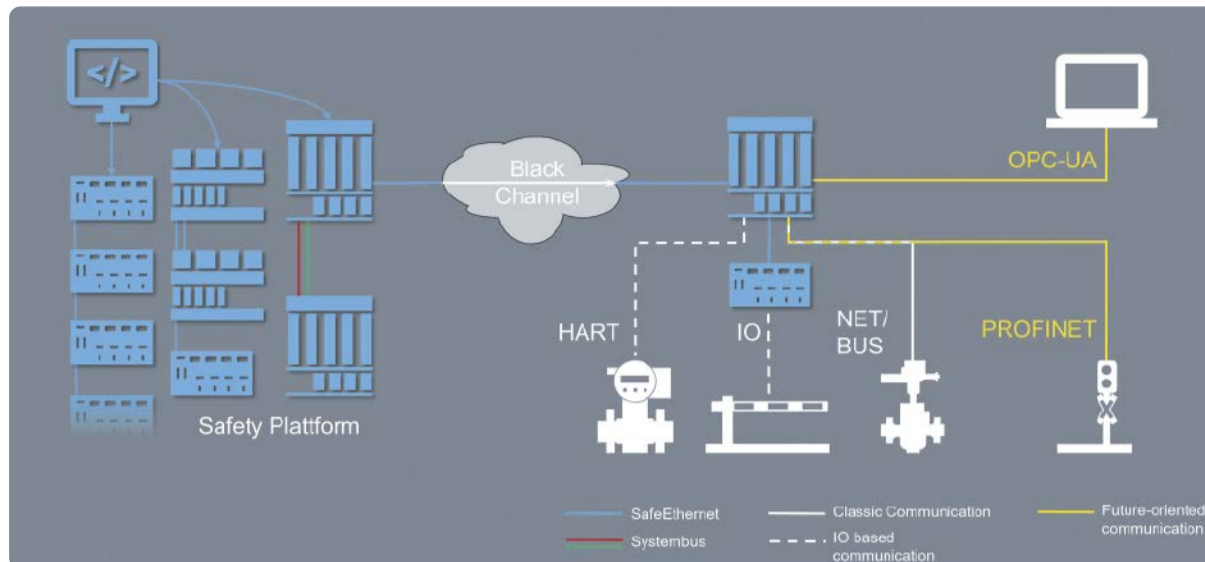 </>
Black
Channel
OPC-UA
HART
IO
NET/
BUS
PROFINET
Safety Plattform
SafeEthernet
Classic Communication
Future-oriented
communication
Systembus
IO based
communication